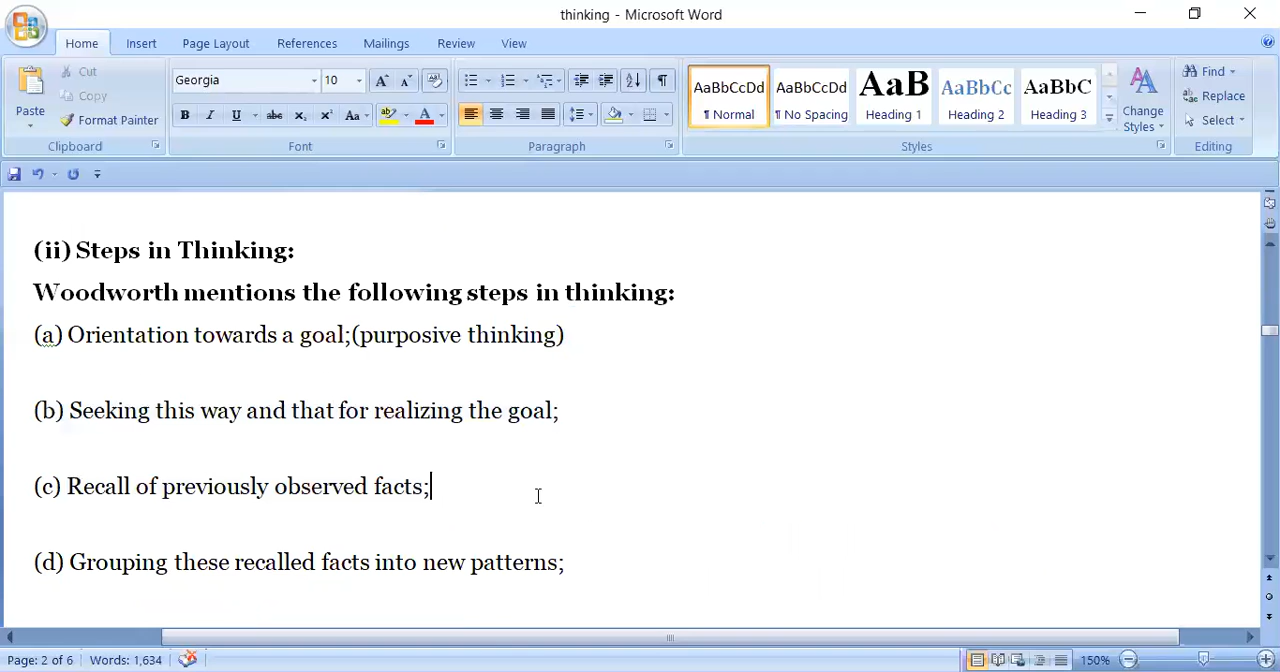 thinking - Microsoft Word
Home Insert Page Layout References Mailings Review View
Paste
Cut
Copy
Format Painter
Clipboard
Georgia 10
Font
Paragraph
AaBbCcDd AaBbCcDd AaB AaBbCc AaBbC
¶ Normal ¶ No Spacing Heading 1 Heading 2 Heading 3
Change Styles
Styles
Find
Replace
Select
Editing
(ii) Steps in Thinking:
Woodworth mentions the following steps in thinking:
(a) Orientation towards a goal;(purposive thinking)
(b) Seeking this way and that for realizing the goal;
(c) Recall of previously observed facts;
(d) Grouping these recalled facts into new patterns;
Page: 2 of 6 Words: 1,634 150%